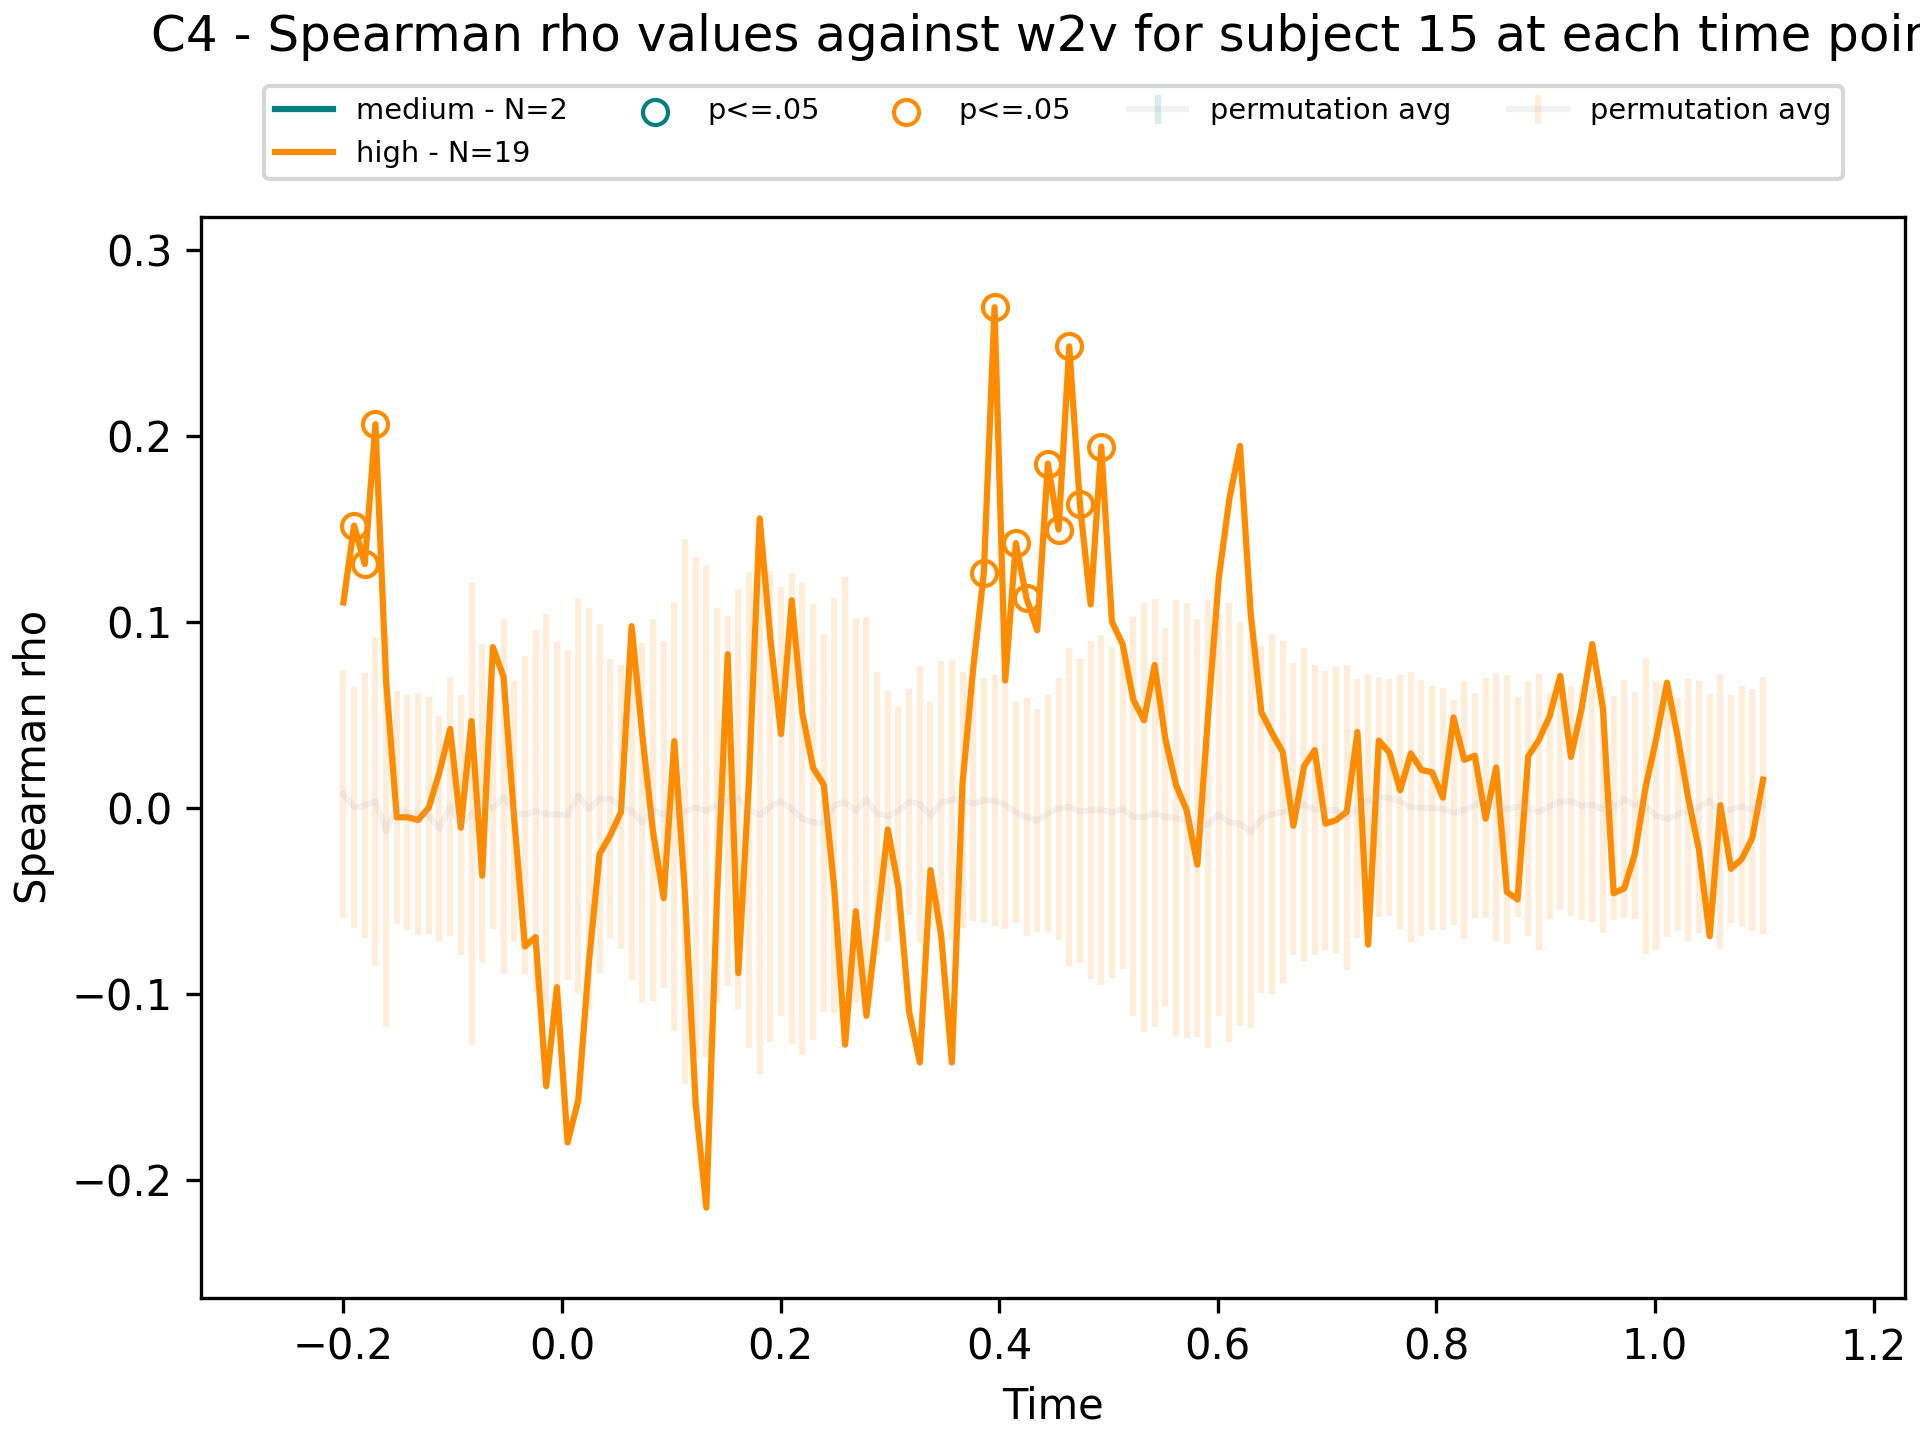 C4 - Spearman rho values against w2v for subject 15 at each time poin
medium - N=2
high - N=19
p<=.05
p<=.05
permutation avg
permutation avg
Spearman rho
0.3
0.2
0.1
0.0
−0.1
−0.2
−0.2
0.0
0.2
0.4
0.6
0.8
1.0
1.2
Time